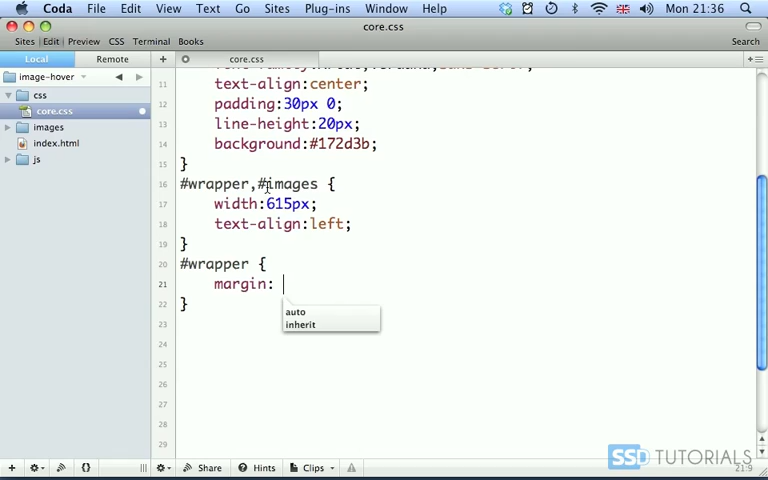 Coda File Edit View Text Go Sites Plug-ins Window Help Mon 21:36
core.css
Sites Edit Preview CSS Terminal Books Search
Local Remote + core.css
image-hover
css
core.css
images
index.html
js
11 text-align:center;
12 padding:30px 0;
13 line-height:20px;
14 background:#172d3b;
15 }
16 #wrapper,#images {
17 width:615px;
18 text-align:left;
19 }
20 #wrapper {
21 margin:
22 }
auto
inherit
23
24
25
26
27
28
29
SSD TUTORIALS
+ {} Share Hints Clips 21:9